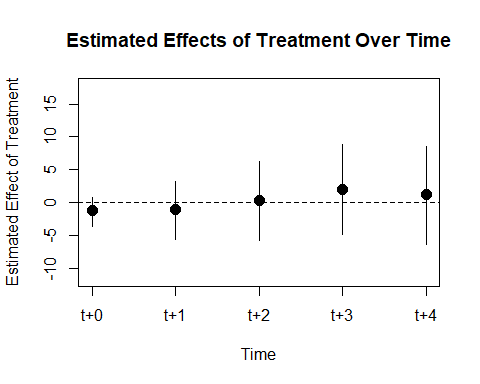 Estimated Effects of Treatment Over Time
Estimated Effect of Treatment
15
10
5
0
-5
-10
t+0
t+1
t+2
t+3
t+4
Time